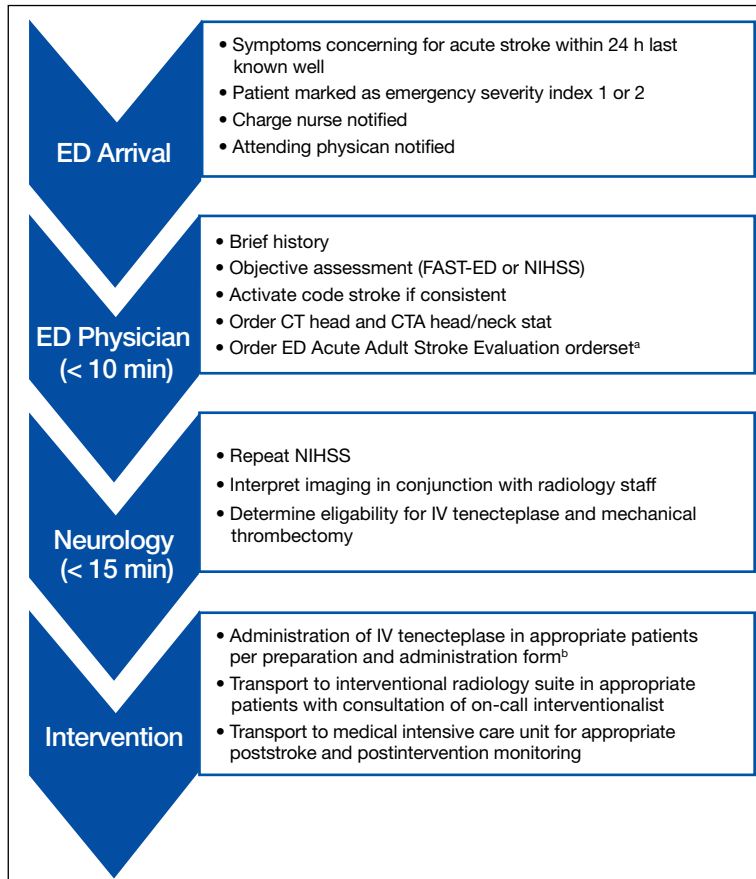 ED Arrival
• Symptoms concerning for acute stroke within 24 h last
known well
• Patient marked as emergency severity index 1 or 2
• Charge nurse notified
• Attending physican notified
ED Physician
(< 10 min)
• Brief history
• Objective assessment (FAST-ED or NIHSS)
• Activate code stroke if consistent
• Order CT head and CTA head/neck stat
• Order ED Acute Adult Stroke Evaluation ordersetᵃ
Neurology
(< 15 min)
• Repeat NIHSS
• Interpret imaging in conjunction with radiology staff
• Determine eligability for IV tenecteplase and mechanical
thrombectomy
Intervention
• Administration of IV tenecteplase in appropriate patients
per preparation and administration formᵇ
• Transport to interventional radiology suite in appropriate
patients with consultation of on-call interventionalist
• Transport to medical intensive care unit for appropriate
poststroke and postintervention monitoring